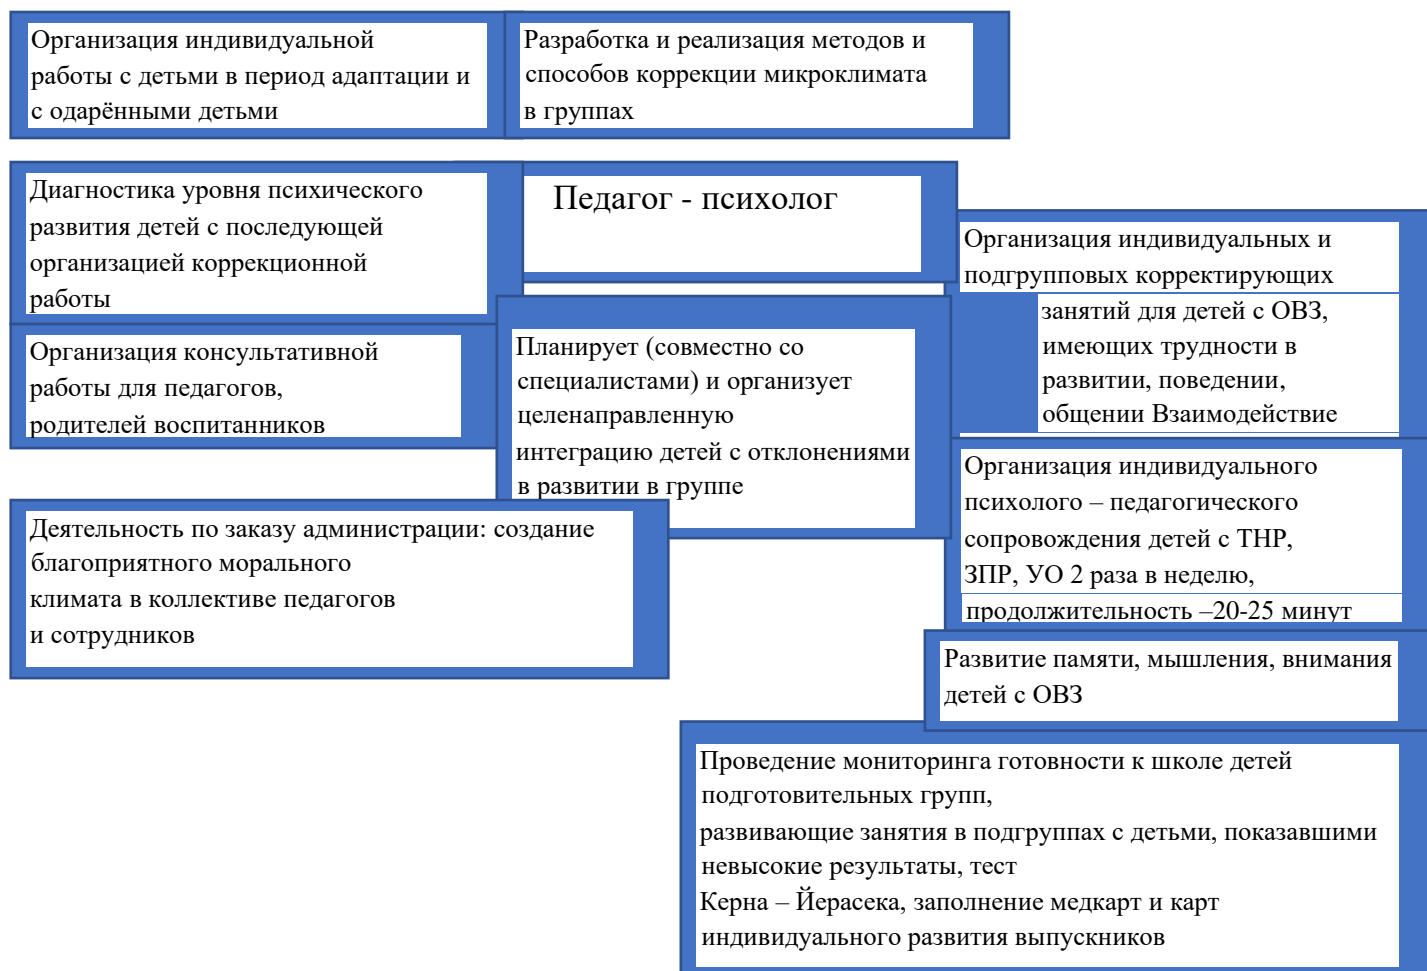 Организация индивидуальной
работы с детьми в период адаптации и
с одарёнными детьми
Разработка и реализация методов и
способов коррекции микроклимата
в группах
Диагностика уровня психического
развития детей с последующей
организацией коррекционной
работы
Педагог - психолог
Организация индивидуальных и
подгрупповых корректирующих
занятий для детей с ОВЗ,
имеющих трудности в
развитии, поведении,
общении Взаимодействие
Организация консультативной
работы для педагогов,
родителей воспитанников
Планирует (совместно со
специалистами) и организует
целенаправленную
интеграцию детей с отклонениями
в развитии в группе
Организация индивидуального
психолого – педагогического
сопровождения детей с ТНР,
ЗПР, УО 2 раза в неделю,
продолжительность –20-25 минут
Деятельность по заказу администрации: создание
благоприятного морального
климата в коллективе педагогов
и сотрудников
Развитие памяти, мышления, внимания
детей с ОВЗ
Проведение мониторинга готовности к школе детей
подготовительных групп,
развивающие занятия в подгруппах с детьми, показавшими
невысокие результаты, тест
Керна – Йерасека, заполнение медкарт и карт
индивидуального развития выпускников